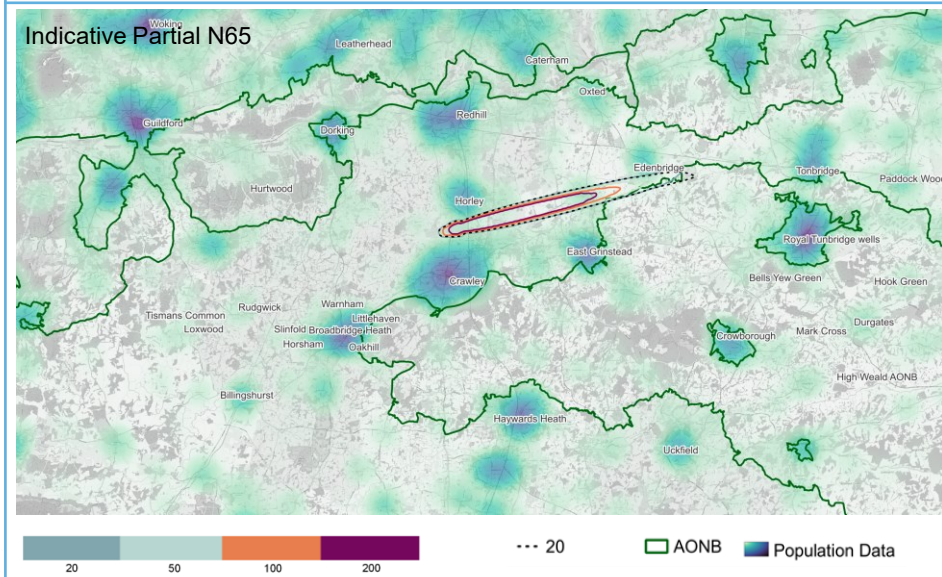 Indicative Partial N65
Woking
Leatherhead
Caterham
Oxted
Guildford
Redhill
Dorking
Edenbridge
Tonbridge
Paddock Wood
Hurtwood
Horley
Royal Tunbridge wells
East Grinstead
Bells Yew Green
Hook Green
Crawley
Warnham
Rudgwick
Tismans Common
Littlehaven
Loxwood
Slinfold Broadbridge Heath
Durgates
Mark Cross
Crowborough
Horsham
Oakhill
High Weald AONB
Billingshurst
Haywards Heath
Uckfield
20 50 100 200
20
AONB
Population Data